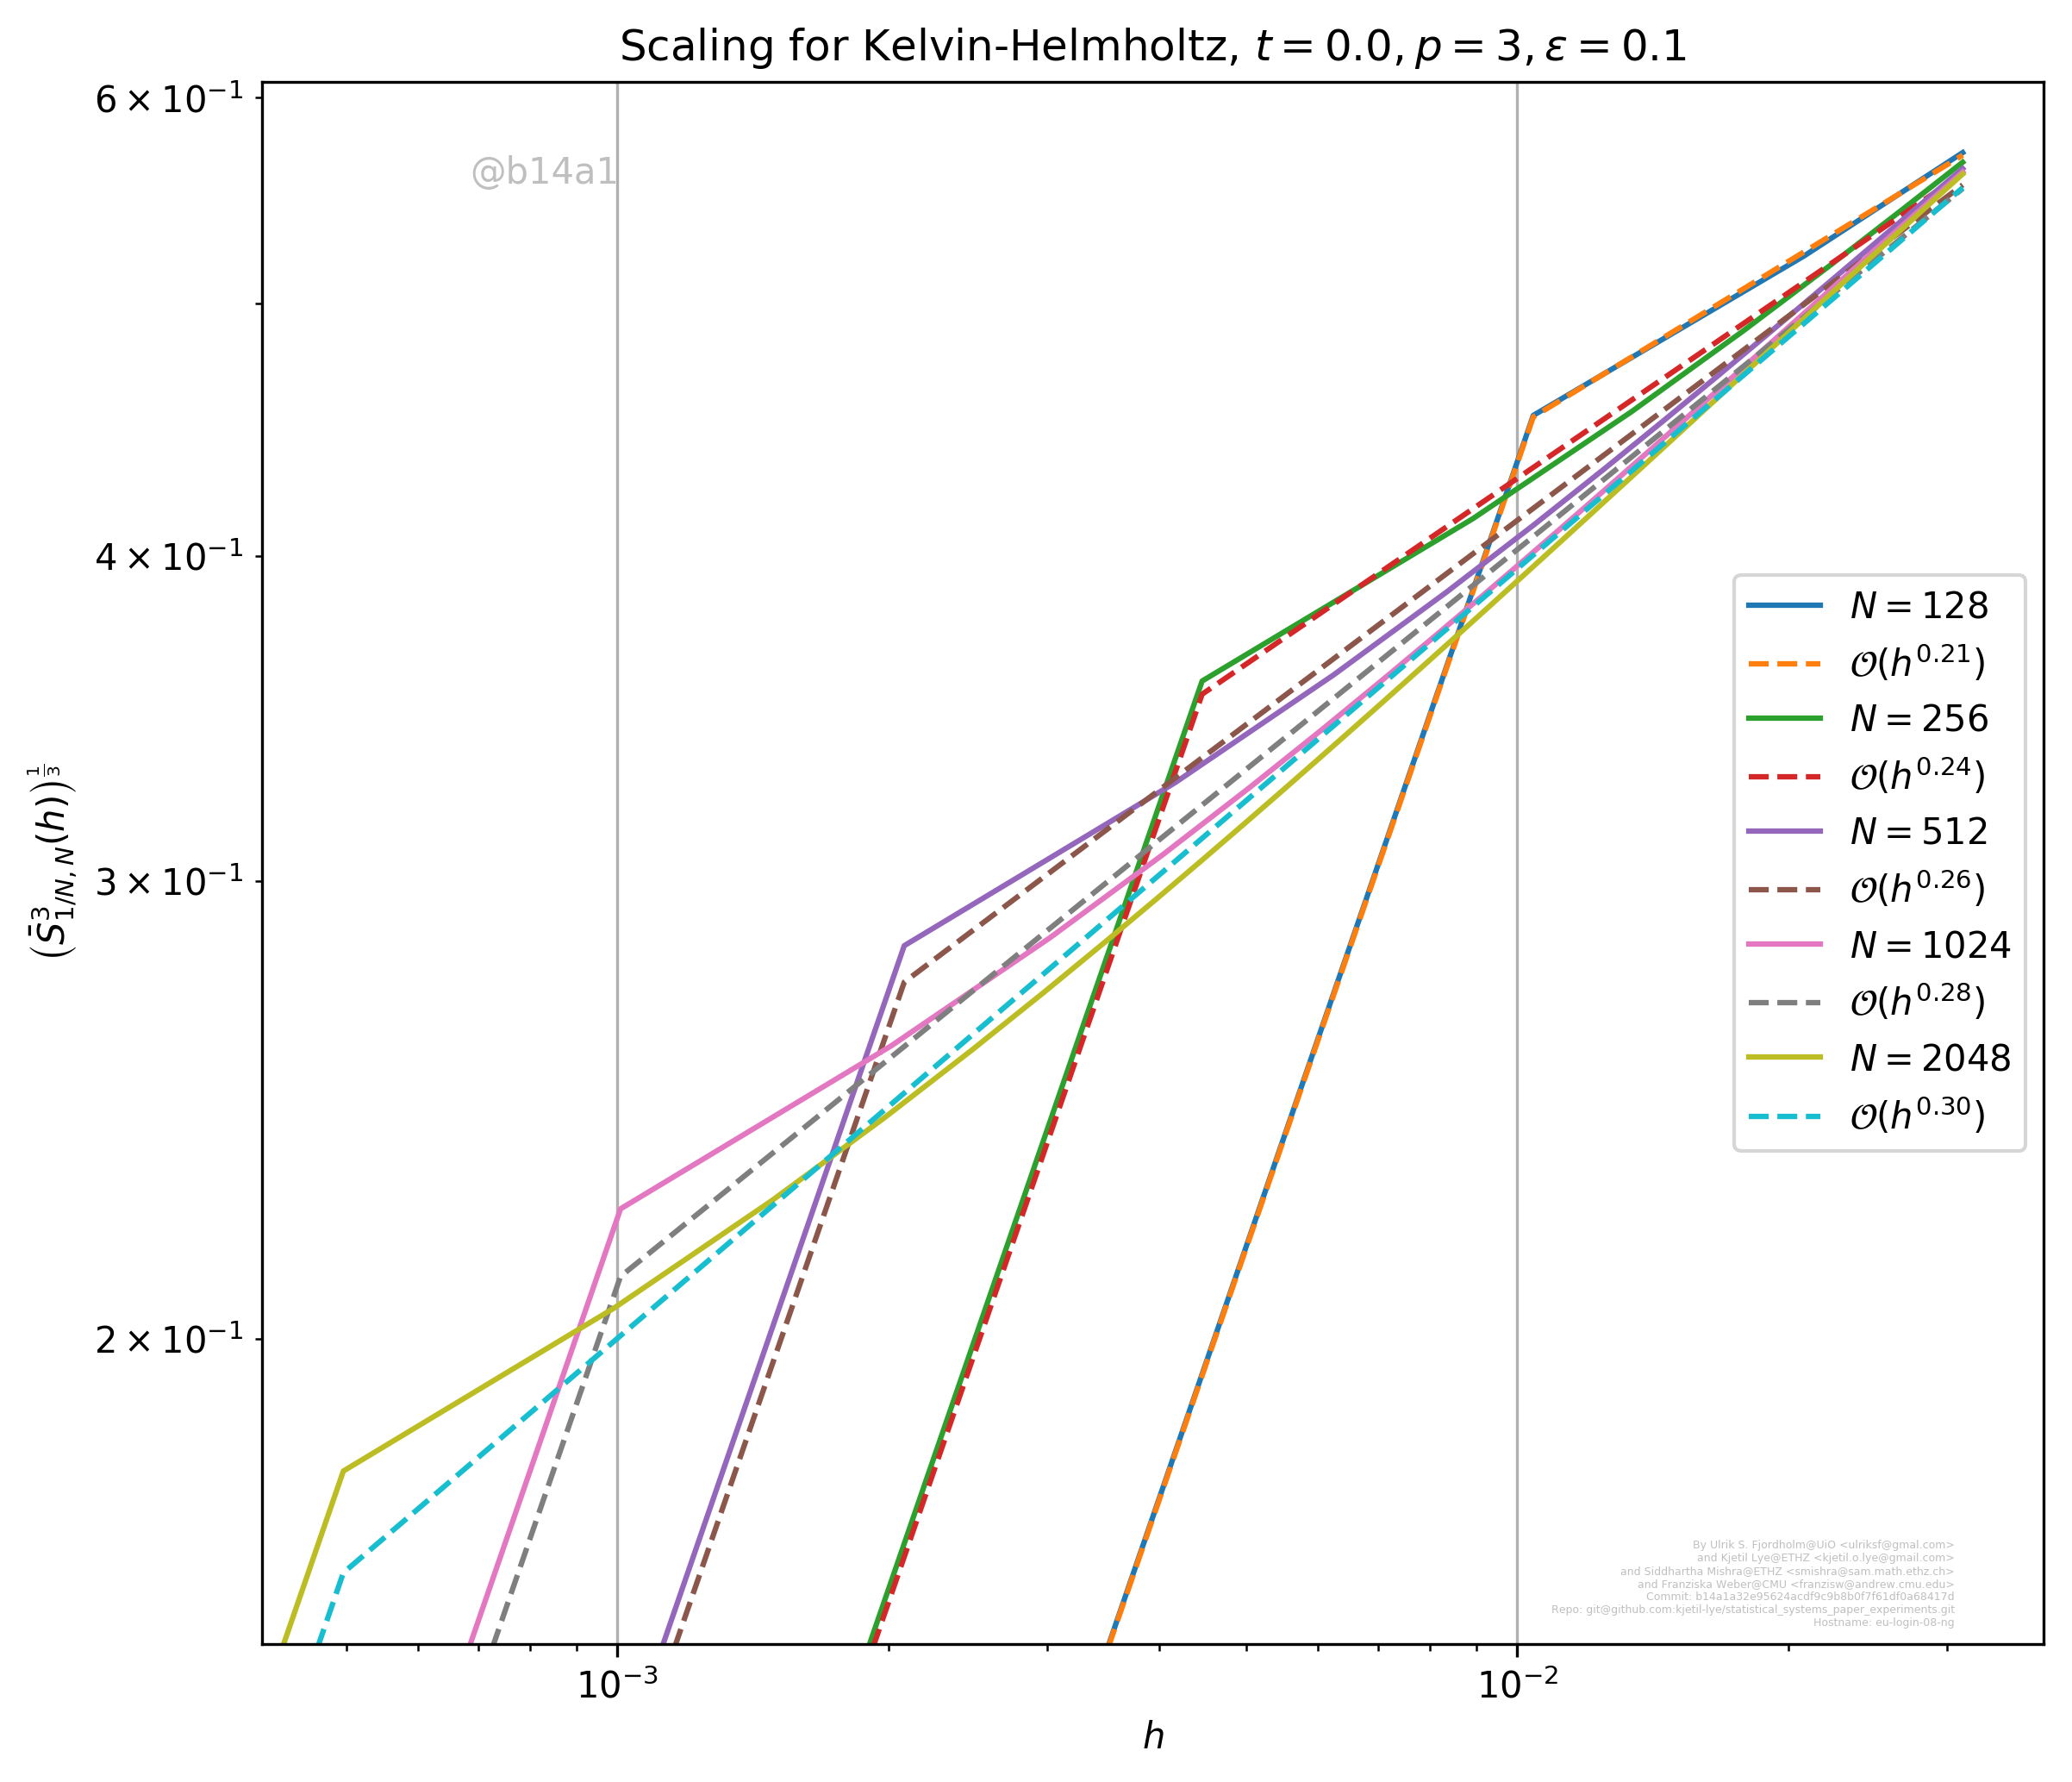 Scaling for Kelvin-Helmholtz, t = 0.0, p = 3, ε = 0.1
@b14a1
6 × 10⁻¹
4 × 10⁻¹
3 × 10⁻¹
2 × 10⁻¹
(S̄³₁/N, N(h))^(1/3)
N = 128
𝒪(h^0.21)
N = 256
𝒪(h^0.24)
N = 512
𝒪(h^0.26)
N = 1024
𝒪(h^0.28)
N = 2048
𝒪(h^0.30)
By Ulrik S. Fjordholm@UiO <ulriksf@gmal.com>
and Kjetil Lye@ETHZ <kjetil.o.lye@gmail.com>
and Siddhartha Mishra@ETHZ <smishra@sam.math.ethz.ch>
and Franziska Weber@CMU <franzisw@andrew.cmu.edu>
Commit: b14a1a32e95624acdf9c9b8b0f7f61df0a68417d
Repo: git@github.com:kjetil-lye/statistical_systems_paper_experiments.git
Hostname: eu-login-08-ng
10⁻³
10⁻²
h